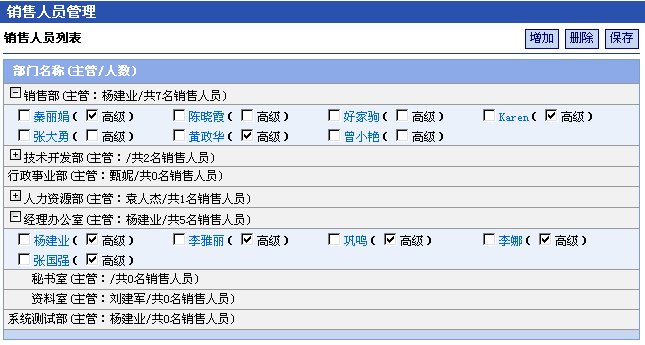 销售人员管理
销售人员列表 增加 删除 保存
部门名称(主管/人数)
销售部(主管：杨建业/共7名销售人员)
秦丽娟( 高级) 陈晓霞( 高级) 好家驹( 高级) Karen( 高级)
张大勇( 高级) 黄政华( 高级) 曾小艳( 高级)
技术开发部(主管：/共2名销售人员)
行政事业部(主管：甄妮/共0名销售人员)
人力资源部(主管：袁人杰/共1名销售人员)
经理办公室(主管：杨建业/共5名销售人员)
杨建业( 高级) 李雅丽( 高级) 巩鸣( 高级) 李娜( 高级)
张国强( 高级)
秘书室(主管：/共0名销售人员)
资料室(主管：刘建军/共0名销售人员)
系统测试部(主管：杨建业/共0名销售人员)